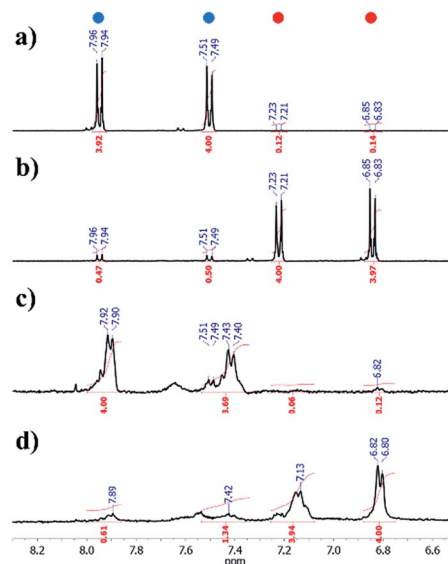 a)
7.96 7.94 7.51 7.49 7.23 7.21 6.85 6.83
3.92 4.00 0.12 0.14
b)
7.96 7.94 7.51 7.49 7.23 7.21 6.85 6.83
0.47 0.50 4.00 3.97
c)
7.92 7.90 7.51 7.49 7.43 7.40 6.82
4.00 3.69 0.06 0.12
d)
7.89 7.42 7.13 6.82 6.80
0.61 1.34 3.94 4.00
8.2 8.0 7.8 7.6 7.4 7.2 7.0 6.8 6.6
ppm